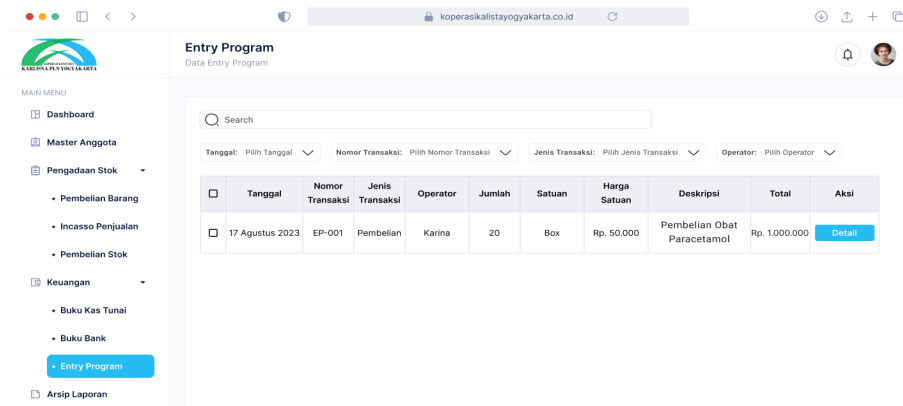 koperasikalistayogyakarta.co.id
KARLISNA PLN YOGYAKARTA
Entry Program
Data Entry Program
MAIN MENU
Dashboard
Master Anggota
Pengadaan Stok
• Pembelian Barang
• Incasso Penjualan
• Pembelian Stok
Keuangan
• Buku Kas Tunai
• Buku Bank
• Entry Program
Arsip Laporan
Search
Tanggal: Pilih Tanggal Nomor Transaksi: Pilih Nomor Transaksi Jenis Transaksi: Pilih Jenis Transaksi Operator: Pilih Operator
Tanggal Nomor Transaksi Jenis Transaksi Operator Jumlah Satuan Harga Satuan Deskripsi Total Aksi
17 Agustus 2023 EP-001 Pembelian Karina 20 Box Rp. 50.000 Pembelian Obat Paracetamol Rp. 1.000.000 Detail